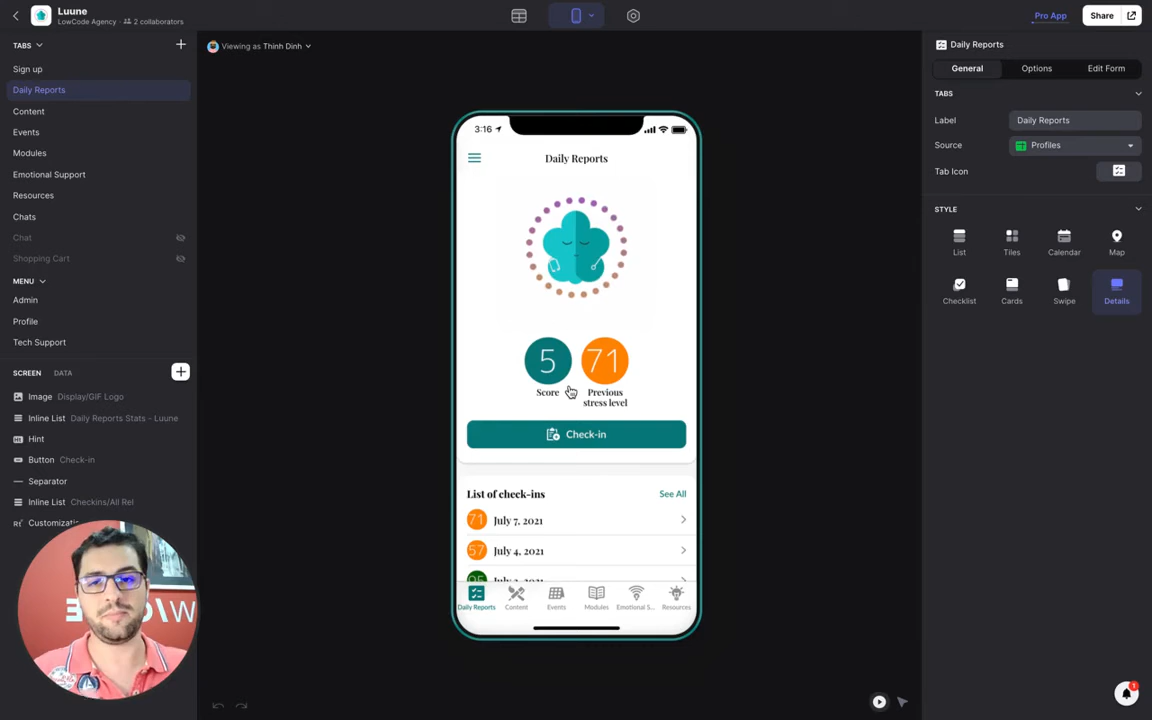 Luune
LowCode Agency · 2 collaborators
Pro App
Share
TABS
Sign up
Daily Reports
Content
Events
Modules
Emotional Support
Resources
Chats
Chat
Shopping Cart
MENU
Admin
Profile
Tech Support
SCREEN DATA
Image Display/GIF Logo
Inline List Daily Reports Stats - Luune
Hint
Button Check-in
Separator
Inline List Checkins/All Rel
Viewing as Thinh Dinh
3:16
Daily Reports
5 71
Score Previous
stress level
Check-in
List of check-ins See All
71 July 7, 2021
57 July 4, 2021
Daily Reports Content Events Modules Emotional S... Resources
Daily Reports
General Options Edit Form
TABS
Label Daily Reports
Source Profiles
Tab Icon
STYLE
List Tiles Calendar Map
Checklist Cards Swipe Details
1